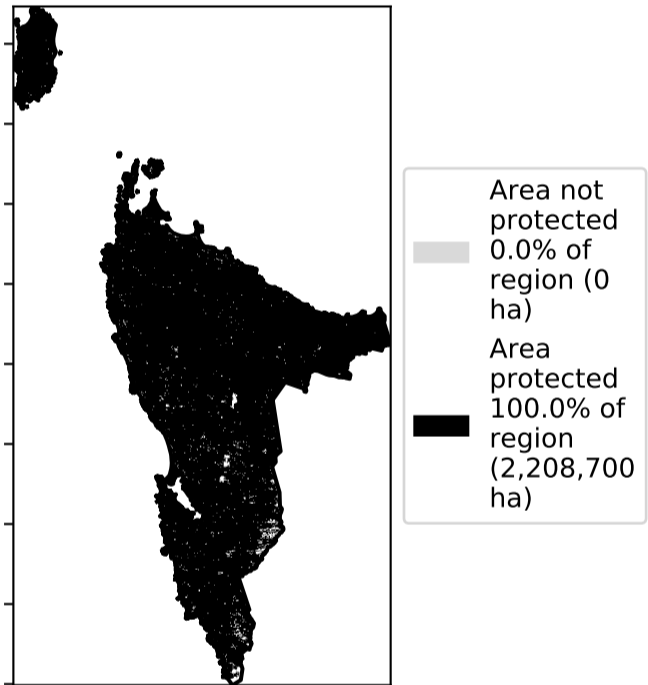 Area not
protected
0.0% of
region (0
ha)
Area
protected
100.0% of
region
(2,208,700
ha)